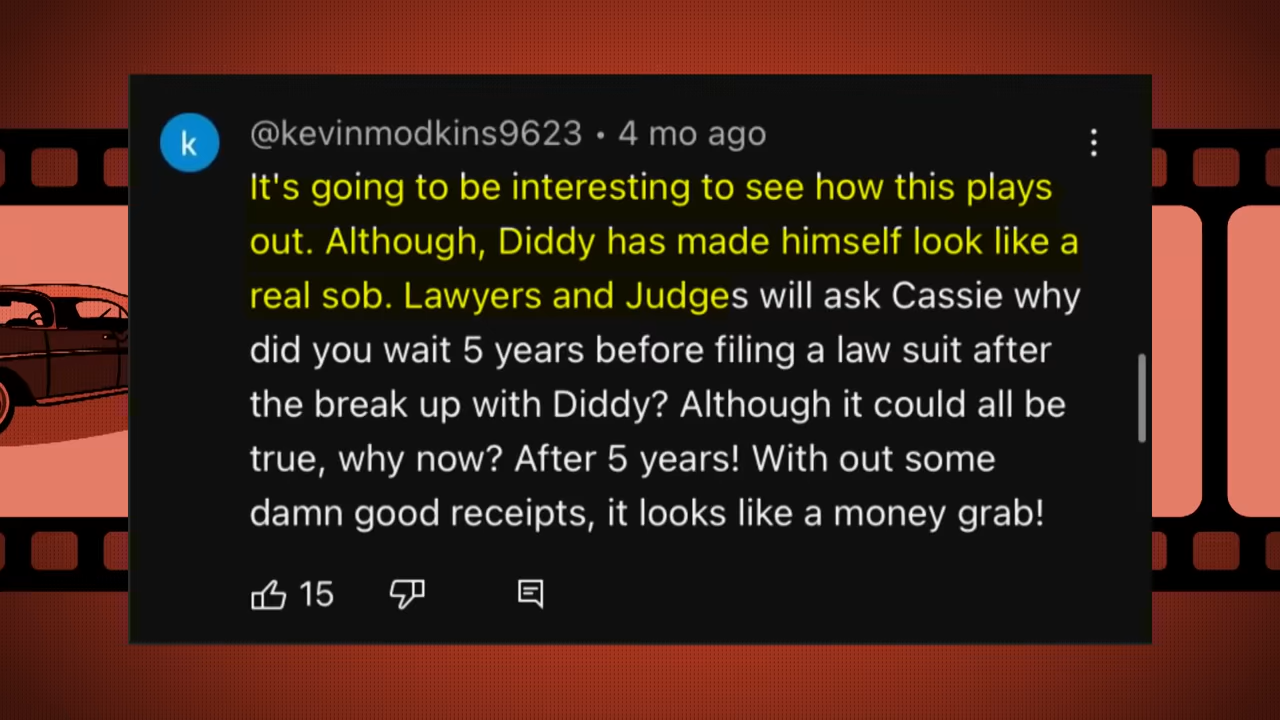 k
@kevinmodkins9623 • 4 mo ago
It's going to be interesting to see how this plays
out. Although, Diddy has made himself look like a
real sob. Lawyers and Judges will ask Cassie why
did you wait 5 years before filing a law suit after
the break up with Diddy? Although it could all be
true, why now? After 5 years! With out some
damn good receipts, it looks like a money grab!
15